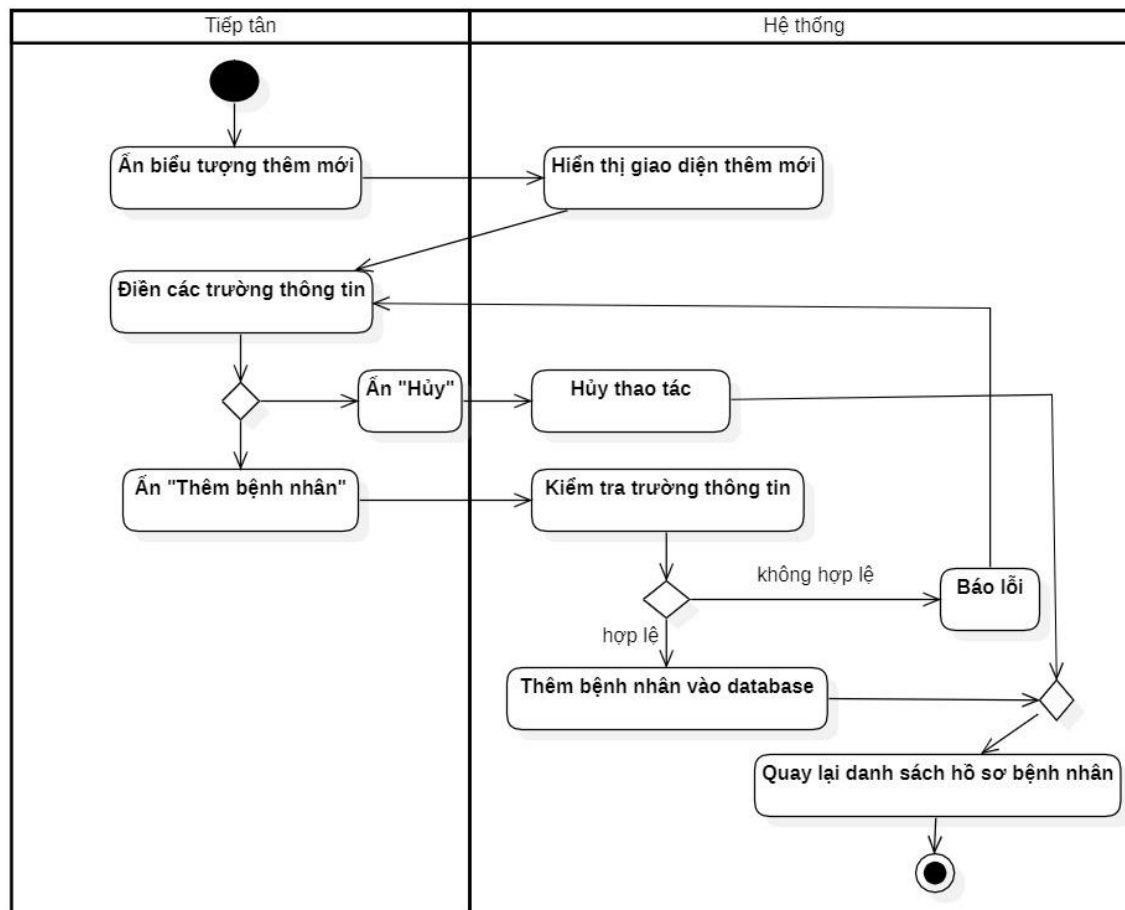 Tiếp tân
Hệ thống
Ấn biểu tượng thêm mới
Hiển thị giao diện thêm mới
Điền các trường thông tin
Ấn "Hủy"
Hủy thao tác
Ấn "Thêm bệnh nhân"
Kiểm tra trường thông tin
không hợp lệ
Báo lỗi
hợp lệ
Thêm bệnh nhân vào database
Quay lại danh sách hồ sơ bệnh nhân